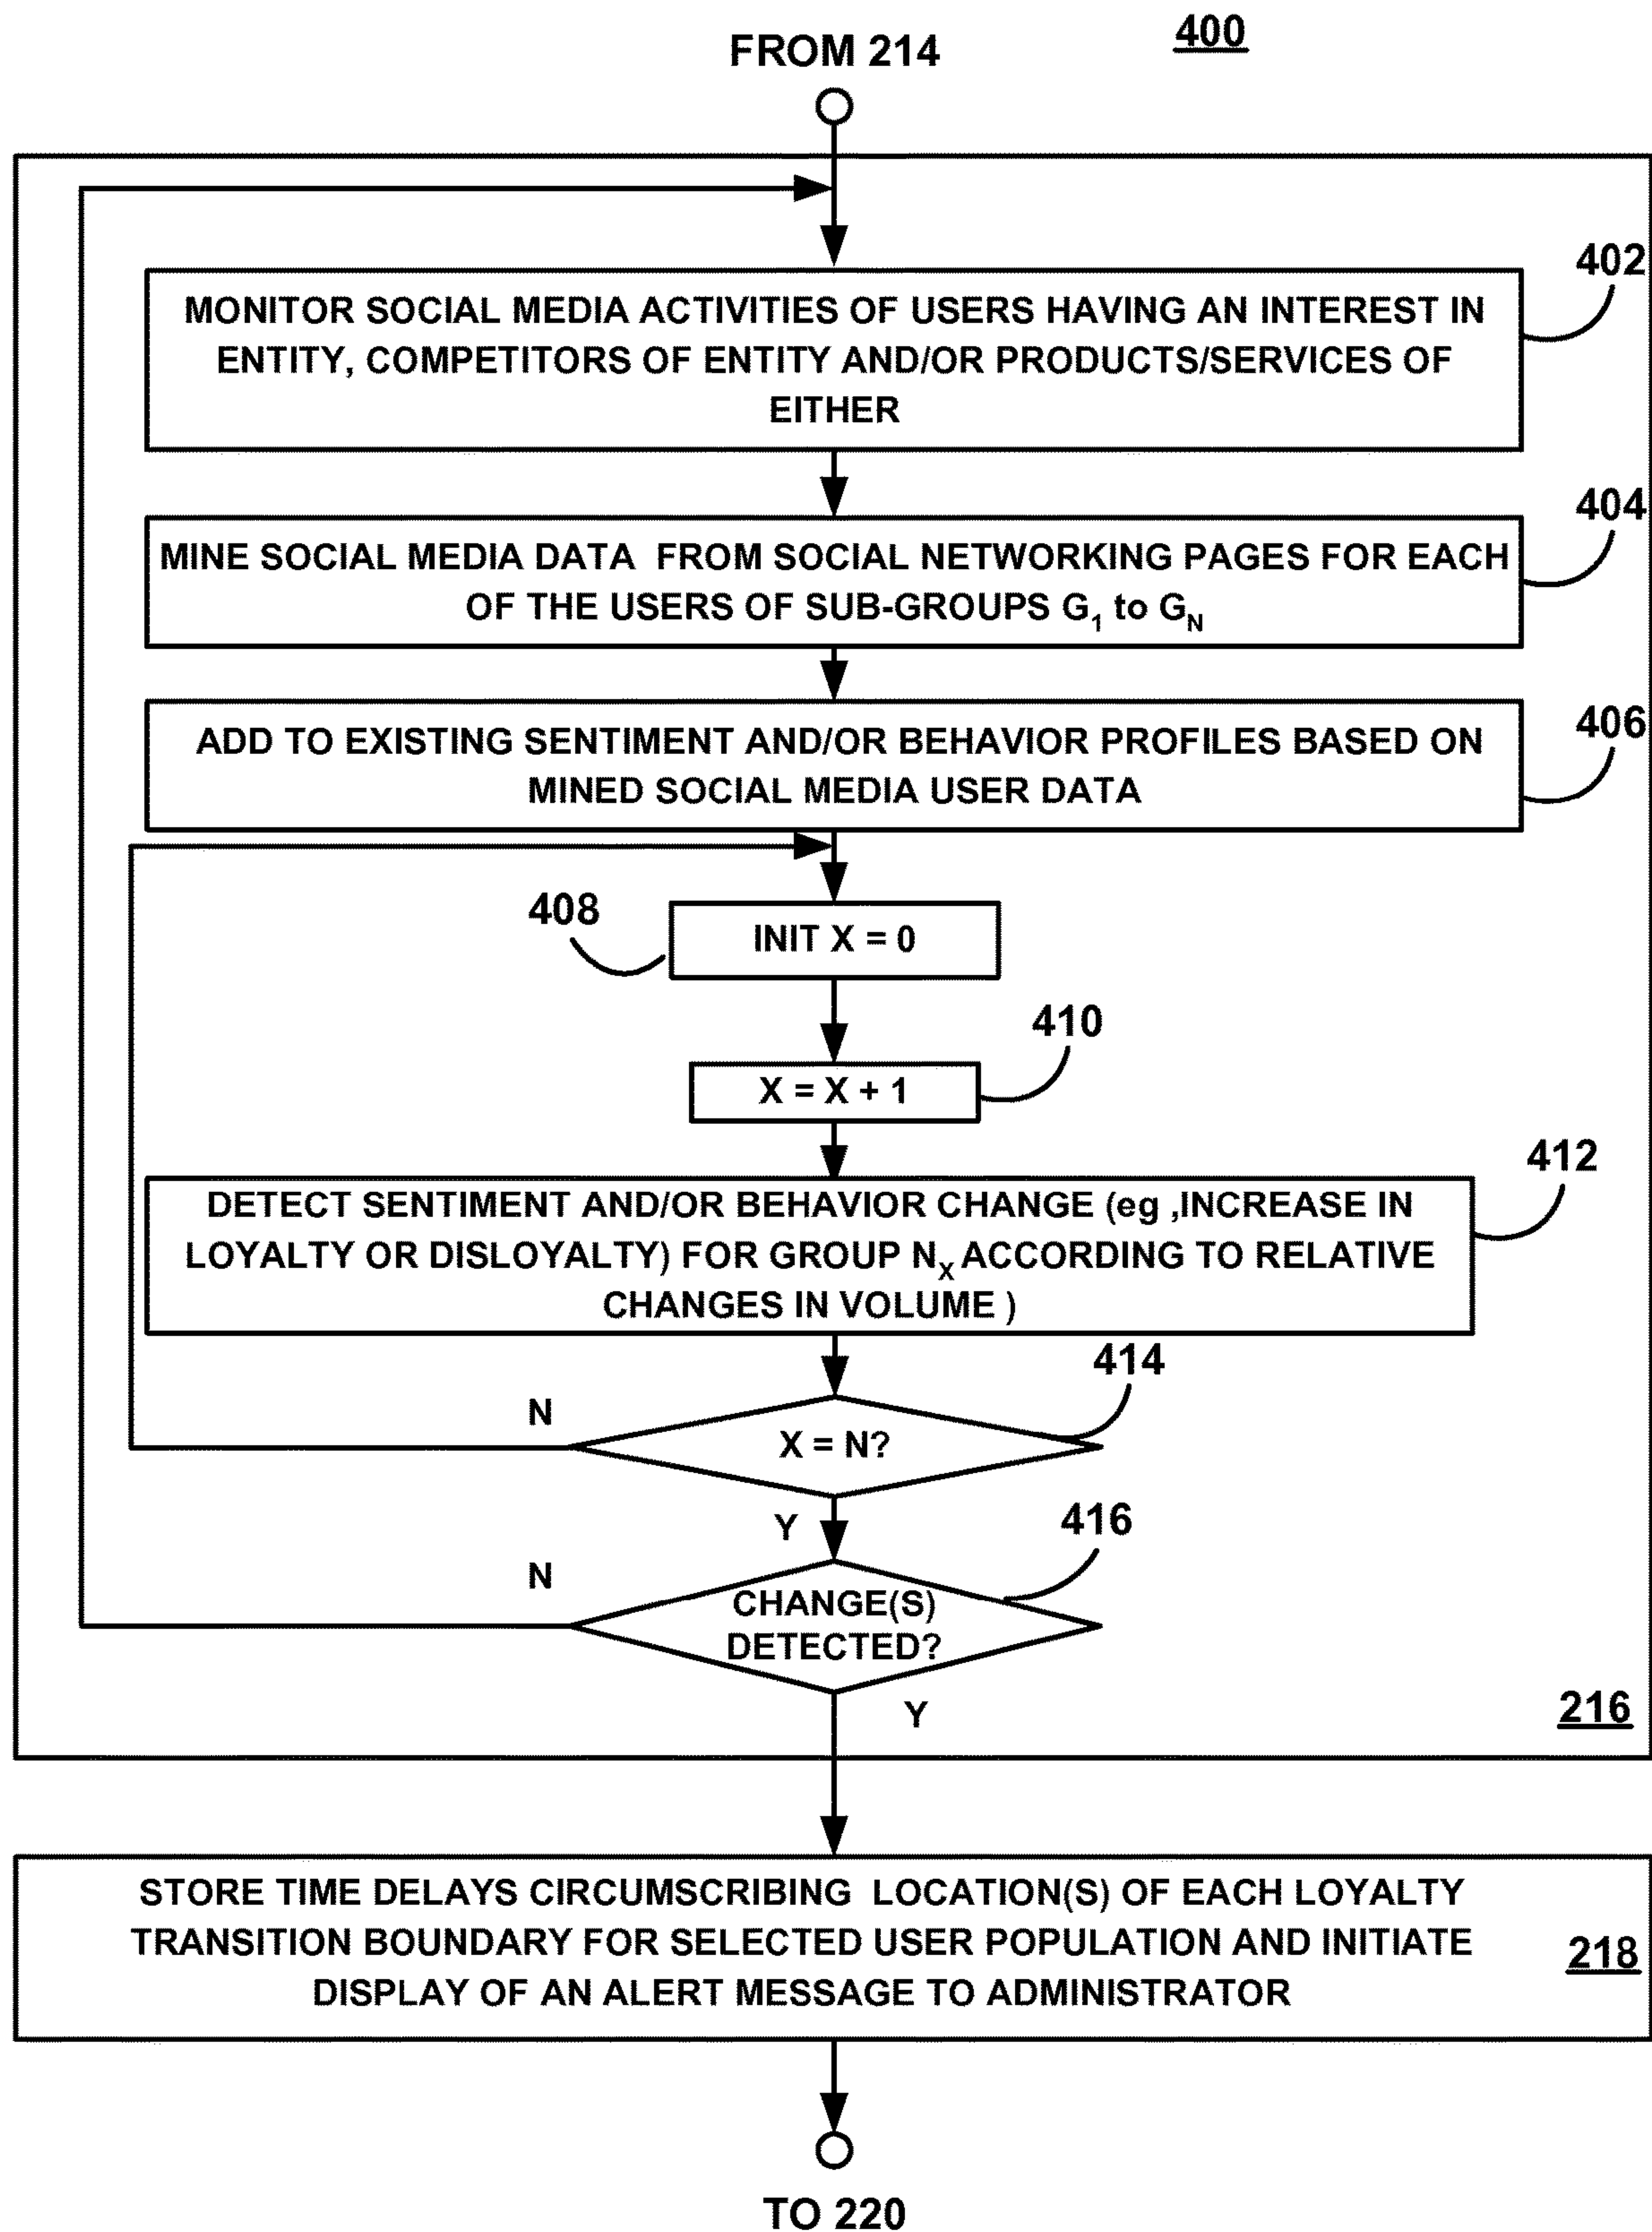 400
FROM 214
402
MONITOR SOCIAL MEDIA ACTIVITIES OF USERS HAVING AN INTEREST IN
ENTITY, COMPETITORS OF ENTITY AND/OR PRODUCTS/SERVICES OF
EITHER
404
MINE SOCIAL MEDIA DATA FROM SOCIAL NETWORKING PAGES FOR EACH
OF THE USERS OF SUB-GROUPS G1 to GN
406
ADD TO EXISTING SENTIMENT AND/OR BEHAVIOR PROFILES BASED ON
MINED SOCIAL MEDIA USER DATA
408
INIT X = 0
410
X = X + 1
412
DETECT SENTIMENT AND/OR BEHAVIOR CHANGE (eg ,INCREASE IN
LOYALTY OR DISLOYALTY) FOR GROUP NX ACCORDING TO RELATIVE
CHANGES IN VOLUME )
414
N
X = N?
Y
416
N
CHANGE(S)
DETECTED?
Y
216
STORE TIME DELAYS CIRCUMSCRIBING LOCATION(S) OF EACH LOYALTY
TRANSITION BOUNDARY FOR SELECTED USER POPULATION AND INITIATE
DISPLAY OF AN ALERT MESSAGE TO ADMINISTRATOR
218
TO 220